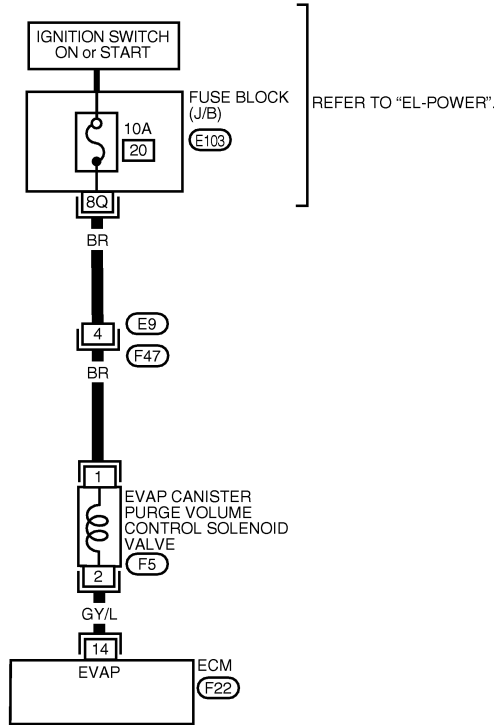 IGNITION SWITCH
ON or START
FUSE BLOCK
(J/B)
REFER TO "EL-POWER".
10A
20
E103
8Q
BR
4
E9
F47
BR
1
EVAP CANISTER
PURGE VOLUME
CONTROL SOLENOID
VALVE
F5
2
GY/L
14
EVAP
ECM
F22